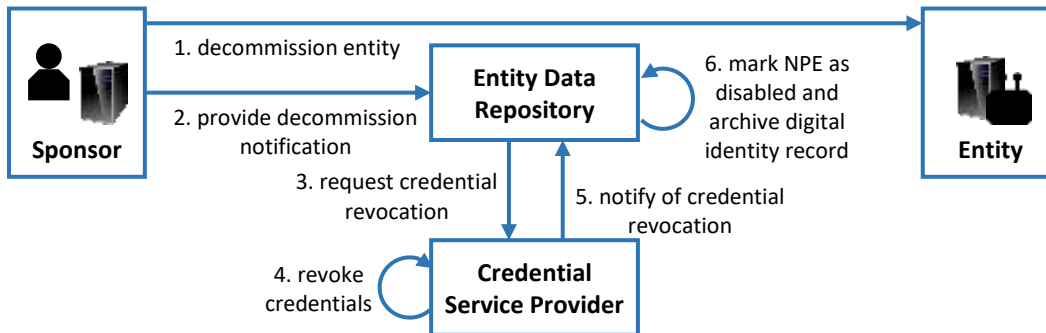 1. decommission entity
Sponsor
2. provide decommission
notification
Entity Data
Repository
6. mark NPE as
disabled and
archive digital
identity record
Entity
3. request credential
revocation
5. notify of credential
revocation
4. revoke
credentials
Credential
Service Provider